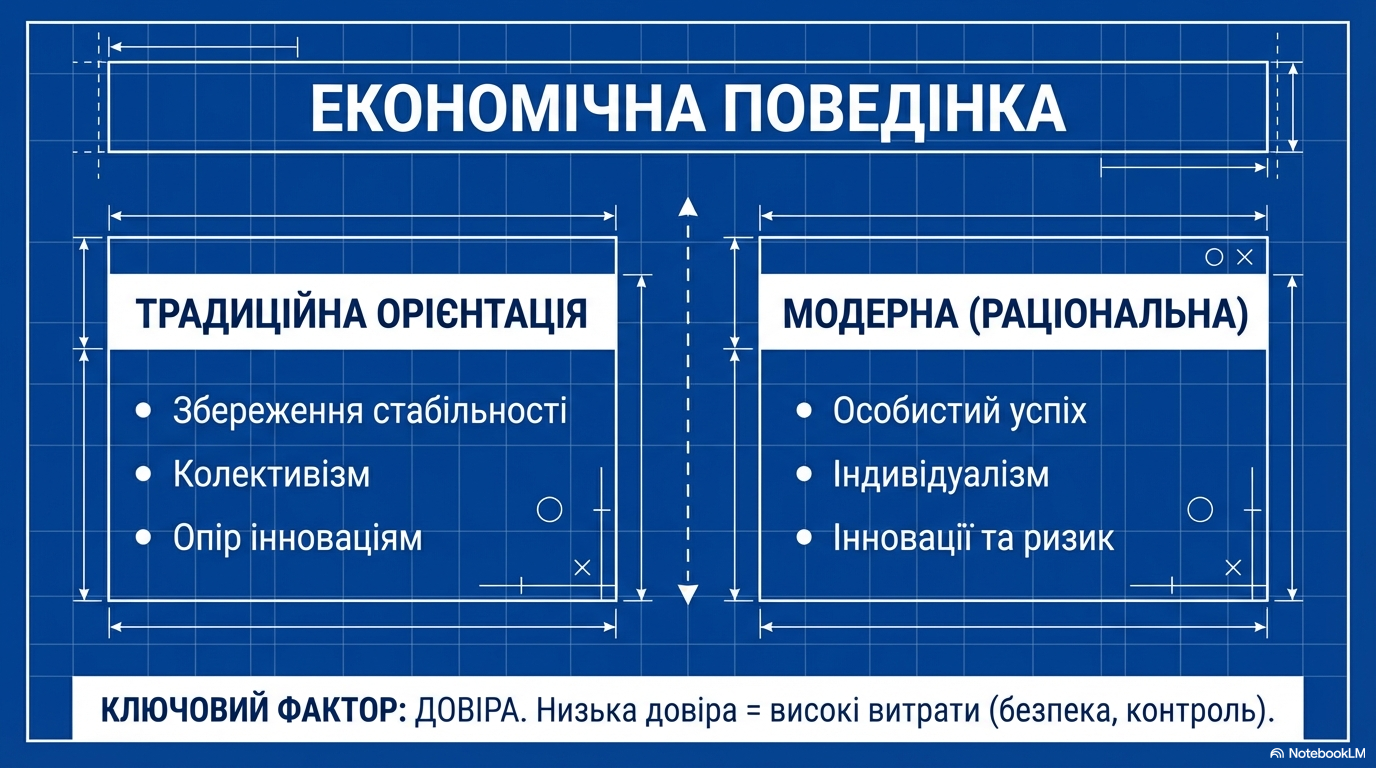 ЕКОНОМІЧНА ПОВЕДІНКА
ТРАДИЦІЙНА ОРІЄНТАЦІЯ
• Збереження стабільності
• Колективізм
• Опір інноваціям
МОДЕРНА (РАЦІОНАЛЬНА)
• Особистий успіх
• Індивідуалізм
• Інновації та ризик
КЛЮЧОВИЙ ФАКТОР: ДОВІРА. Низька довіра = високі витрати (безпека, контроль).
NotebookLM